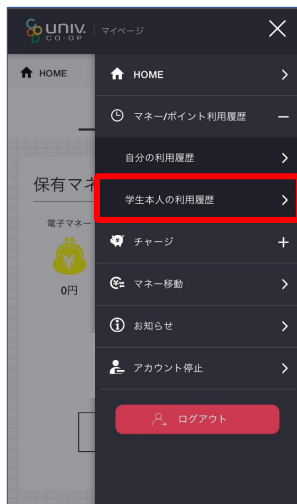 univ.
CO·OP
マイページ
HOME
HOME
マネー/ポイント利用履歴
自分の利用履歴
保有マネ
学生本人の利用履歴
電子マネー
チャージ
0円
マネー移動
お知らせ
アカウント停止
ログアウト